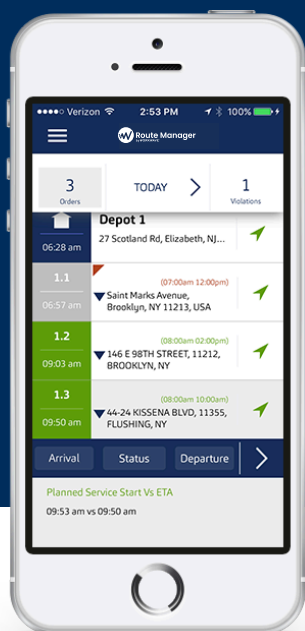 Verizon 2:53 PM 100%
Route Manager
by WORKWAVE
3 TODAY 1
Orders Violations
Depot 1
06:28 am 27 Scotland Rd, Elizabeth, NJ...
1.1 (07:00am 12:00pm)
06:57 am Saint Marks Avenue,
Brooklyn, NY 11213, USA
1.2 (08:00am 02:00pm)
09:03 am 146 E 98TH STREET, 11212,
BROOKLYN, NY
1.3 (08:00am 10:00am)
09:50 am 44-24 KISSENA BLVD, 11355,
FLUSHING, NY
Arrival Status Departure
Planned Service Start Vs ETA
09:53 am vs 09:50 am